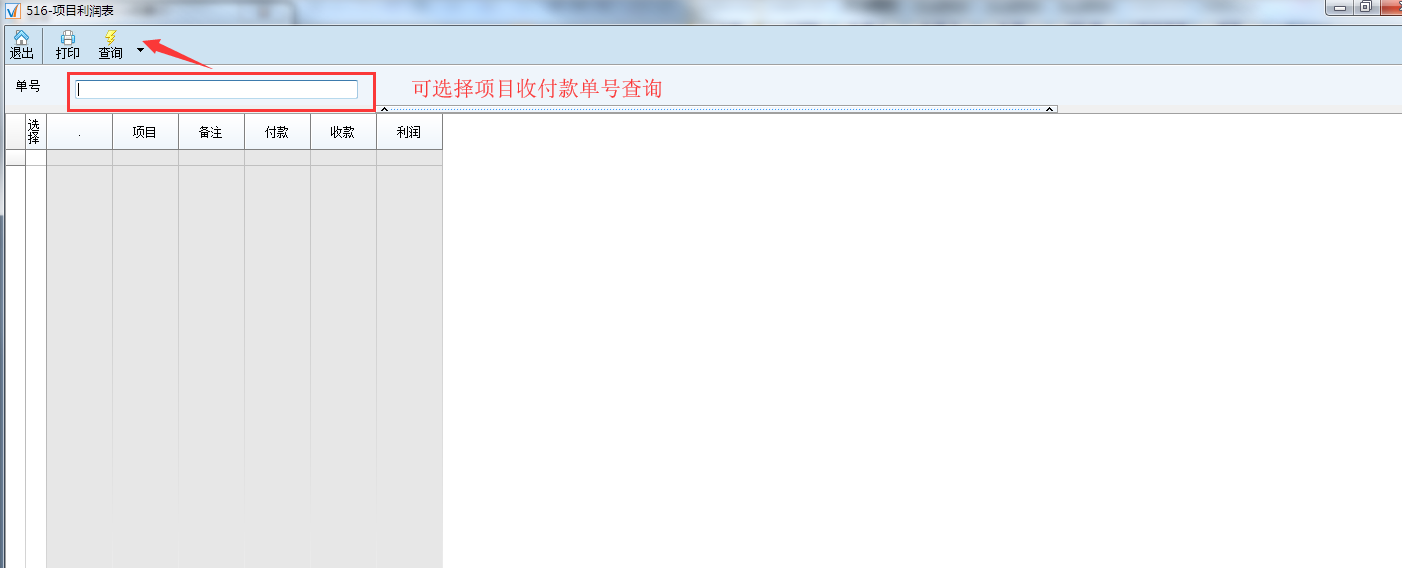 516-项目利润表
退出 打印 查询
单号 可选择项目收付款单号查询
选择 . 项目 备注 付款 收款 利润